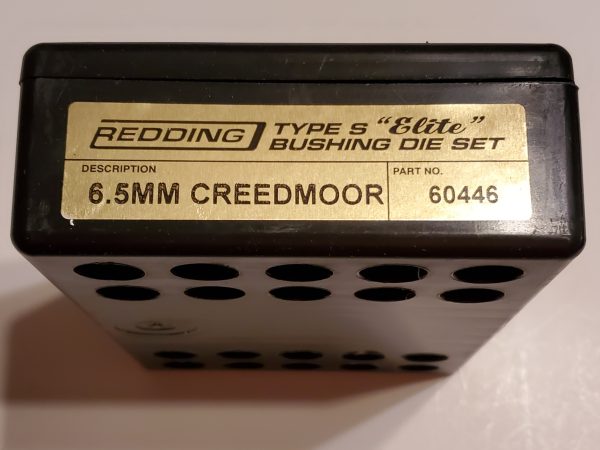 REDDING TYPE S "Elite"
BUSHING DIE SET
DESCRIPTION PART NO.
6.5MM CREEDMOOR 60446